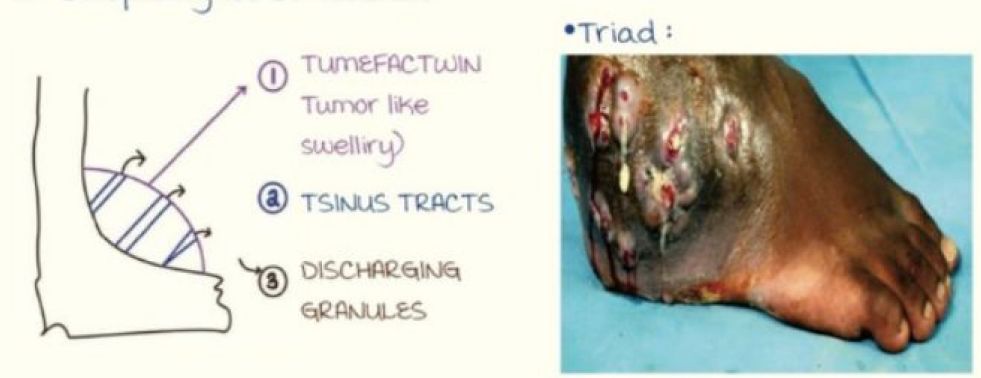 •Triad :
① TUMEFACTWIN
Tumor like
swelliry)
② TSINUS TRACTS
③ DISCHARGING
GRANULES